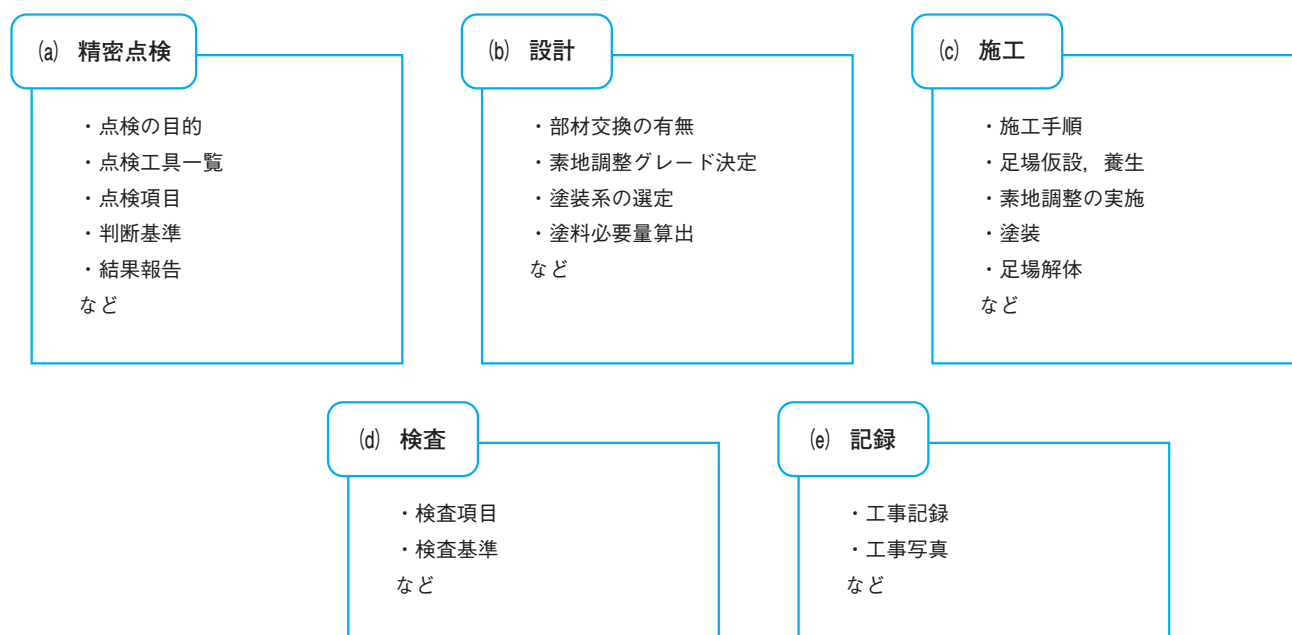 (a) 精密点検
・点検の目的
・点検工具一覧
・点検項目
・判断基準
・結果報告
など
(b) 設計
・部材交換の有無
・素地調整グレード決定
・塗装系の選定
・塗料必要量算出
など
(c) 施工
・施工手順
・足場仮設，養生
・素地調整の実施
・塗装
・足場解体
など
(d) 検査
・検査項目
・検査基準
など
(e) 記録
・工事記録
・工事写真
など